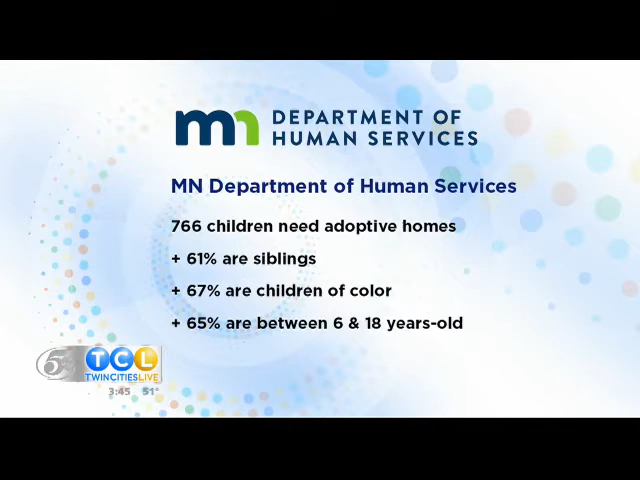 mn DEPARTMENT OF
HUMAN SERVICES
MN Department of Human Services
766 children need adoptive homes
+ 61% are siblings
+ 67% are children of color
+ 65% are between 6 & 18 years-old
5 TCL
TWINCITIESLIVE
3:45 51°